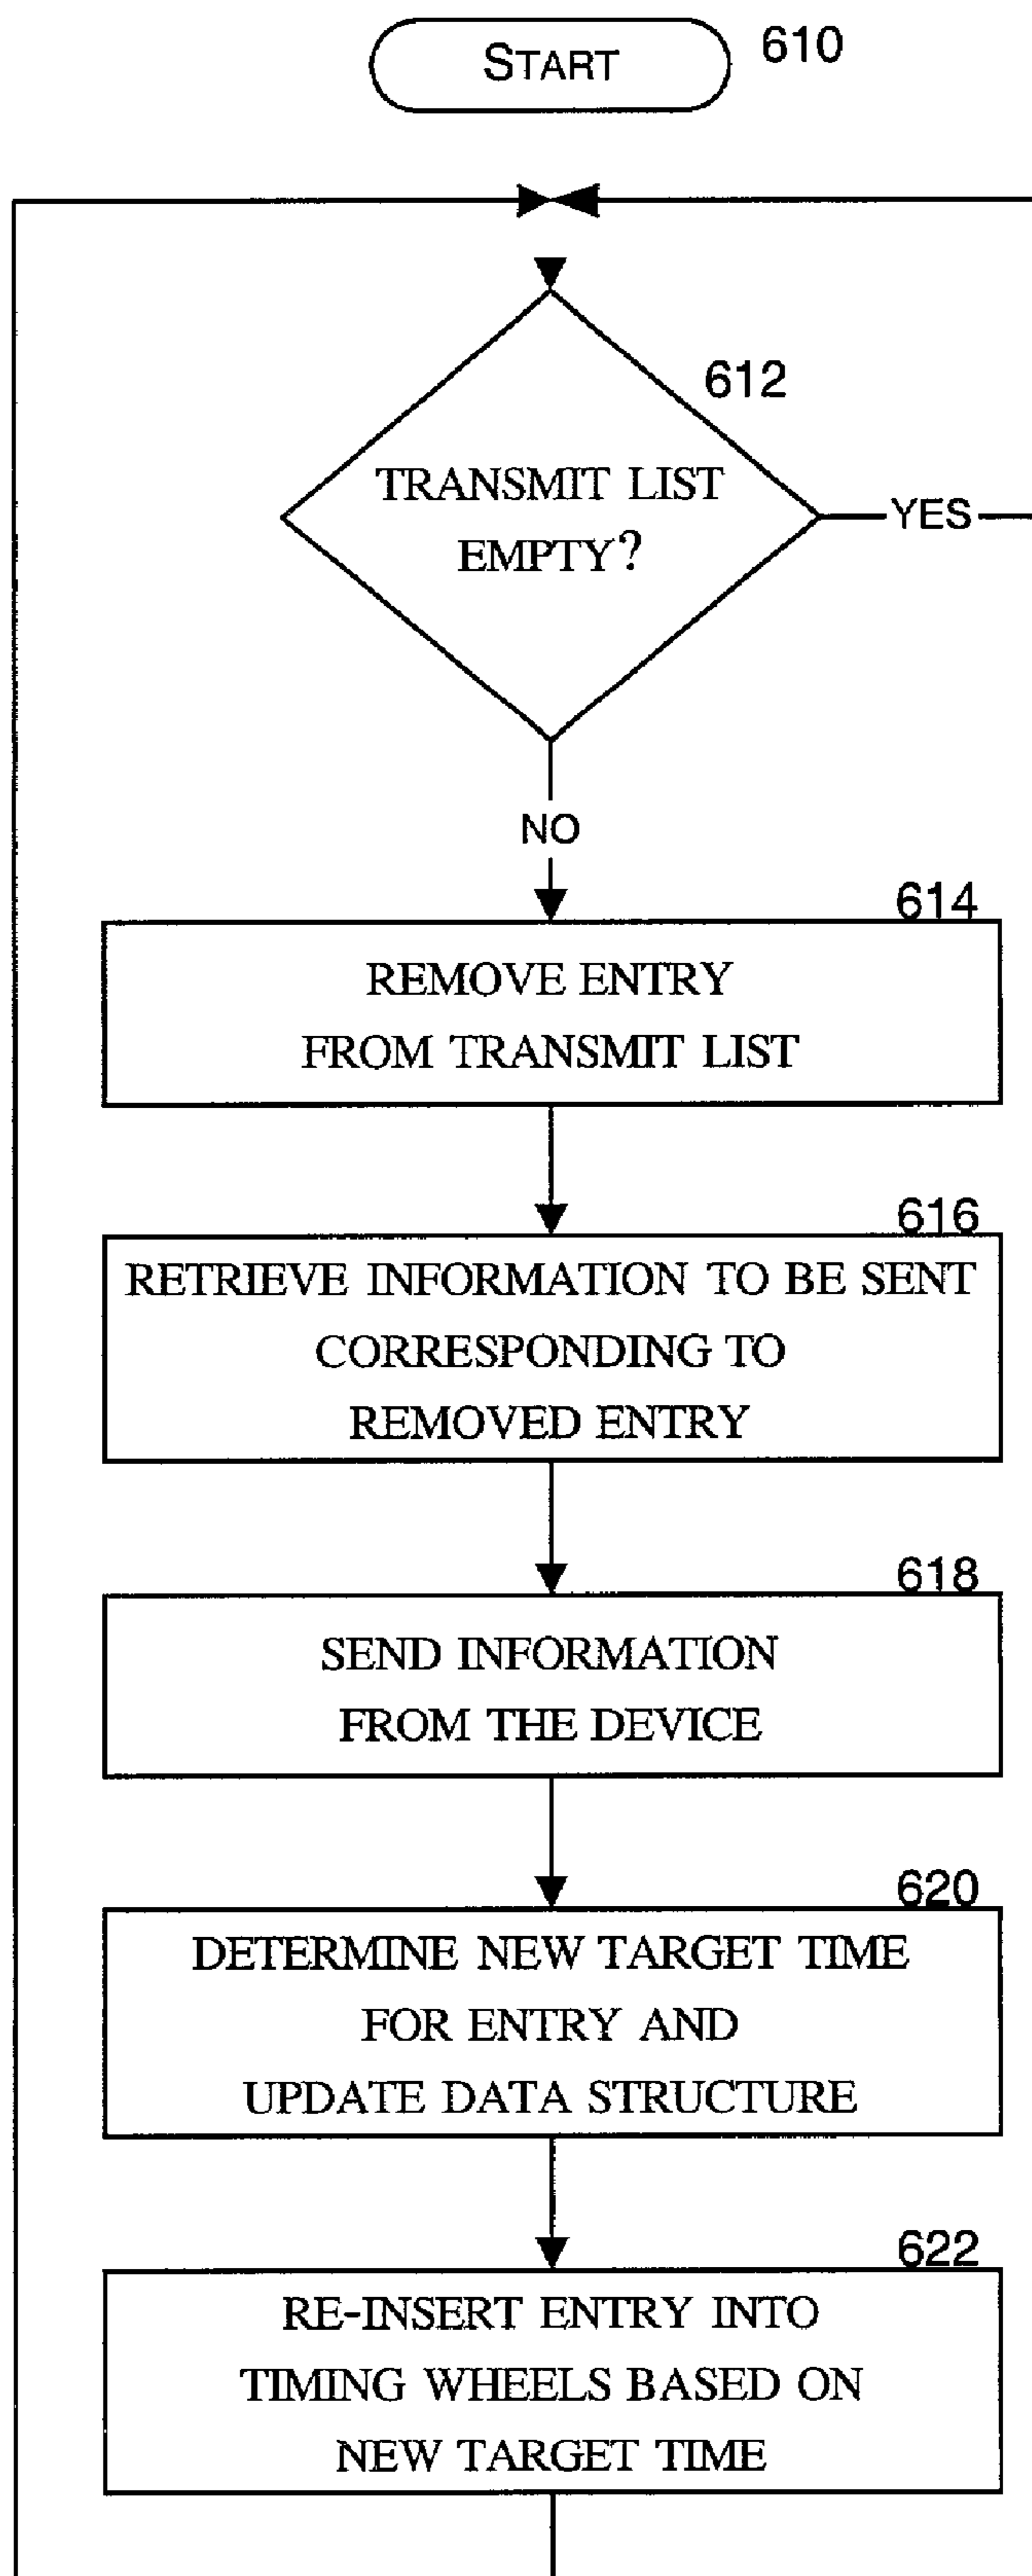 START
610
612
TRANSMIT LIST
EMPTY?
YES
NO
614
REMOVE ENTRY
FROM TRANSMIT LIST
616
RETRIEVE INFORMATION TO BE SENT
CORRESPONDING TO
REMOVED ENTRY
618
SEND INFORMATION
FROM THE DEVICE
620
DETERMINE NEW TARGET TIME
FOR ENTRY AND
UPDATE DATA STRUCTURE
622
RE-INSERT ENTRY INTO
TIMING WHEELS BASED ON
NEW TARGET TIME